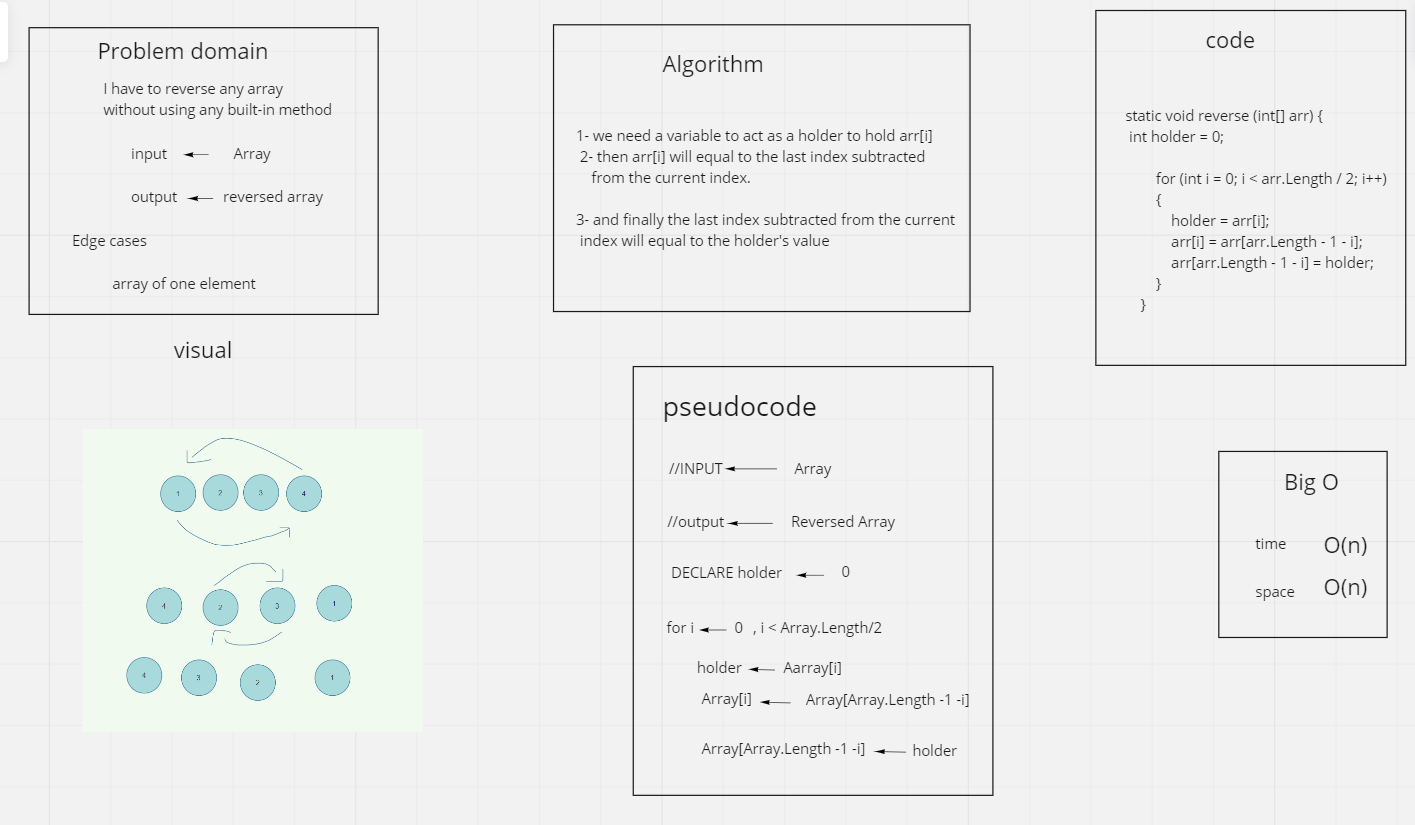 Problem domain
I have to reverse any array
without using any built-in method
input Array
output reversed array
Edge cases
array of one element
Algorithm
1- we need a variable to act as a holder to hold arr[i]
2- then arr[i] will equal to the last index subtracted
from the current index.
3- and finally the last index subtracted from the current
index will equal to the holder's value
code
static void reverse (int[] arr) {
int holder = 0;
for (int i = 0; i < arr.Length / 2; i++)
{
holder = arr[i];
arr[i] = arr[arr.Length - 1 - i];
arr[arr.Length - 1 - i] = holder;
}
}
visual
1 2 3 4
4 2 3 1
4 3 2 1
pseudocode
//INPUT Array
//output Reversed Array
DECLARE holder 0
for i 0 , i < Array.Length/2
holder Aarray[i]
Array[i] Array[Array.Length -1 -i]
Array[Array.Length -1 -i] holder
Big O
time O(n)
space O(n)